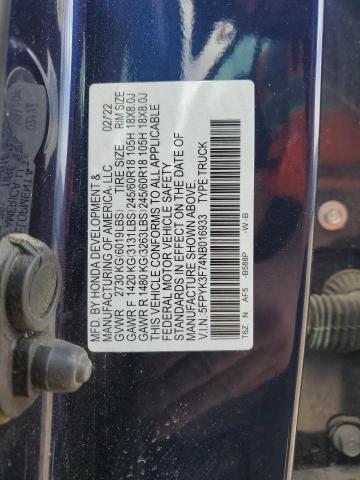 MFD BY HONDA DEVELOPMENT & 02/22
MANUFACTURING OF AMERICA, LLC
GVWR 2730 KG(6019LBS) TIRE SIZE RIM SIZE
GAWR F 1420 KG(3131LBS)245/60R18 105H 18X8.0J
GAWR R 1480 KG(3263LBS)245/60R18 105H 18X8.0J
THIS VEHICLE CONFORMS TO ALL APPLICABLE
FEDERAL MOTOR VEHICLE SAFETY
STANDARDS IN EFFECT ON THE DATE OF
MANUFACTURE SHOWN ABOVE.
V.I.N.:5FPYK3F74NB016933 TYPE:TRUCK
T6Z N AF5 -B588P -W -B